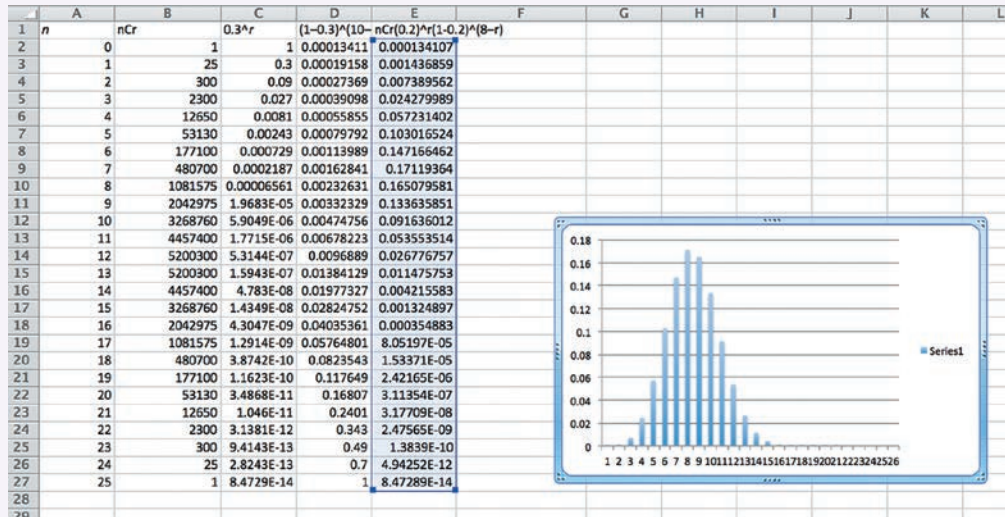 A B C D E F G H I J K L
1 n nCr 0.3^r (1–0.3)^(10– nCr(0.2)^r(1-0.2)^(8–r)
2 0 1 1 0.00013411 0.000134107
3 1 25 0.3 0.00019158 0.001436859
4 2 300 0.09 0.00027369 0.007389562
5 3 2300 0.027 0.00039098 0.024279989
6 4 12650 0.0081 0.00055855 0.057231402
7 5 53130 0.00243 0.00079792 0.103016524
8 6 177100 0.000729 0.00113989 0.147166462
9 7 480700 0.0002187 0.00162841 0.17119364
10 8 1081575 0.00006561 0.00232631 0.165079581
11 9 2042975 1.9683E-05 0.00332329 0.133635851
12 10 3268760 5.9049E-06 0.00474756 0.091636012
13 11 4457400 1.7715E-06 0.00678223 0.053553514
14 12 5200300 5.3144E-07 0.0096889 0.026776757
15 13 5200300 1.5943E-07 0.01384129 0.011475753
16 14 4457400 4.783E-08 0.01977327 0.004215583
17 15 3268760 1.4349E-08 0.02824752 0.001324897
18 16 2042975 4.3047E-09 0.04035361 0.000354883
19 17 1081575 1.2914E-09 0.05764801 8.05197E-05
20 18 480700 3.8742E-10 0.0823543 1.53371E-05
21 19 177100 1.1623E-10 0.117649 2.42165E-06
22 20 53130 3.4868E-11 0.16807 3.11354E-07
23 21 12650 1.046E-11 0.2401 3.17709E-08
24 22 2300 3.1381E-12 0.343 2.47565E-09
25 23 300 9.4143E-13 0.49 1.3839E-10
26 24 25 2.8243E-13 0.7 4.94252E-12
27 25 1 8.4729E-14 1 8.47289E-14
28
29
0.18
0.16
0.14
0.12
0.1
0.08
0.06
0.04
0.02
0
1 2 3 4 5 6 7 8 9 1011121314151617181920212223242526
Series1